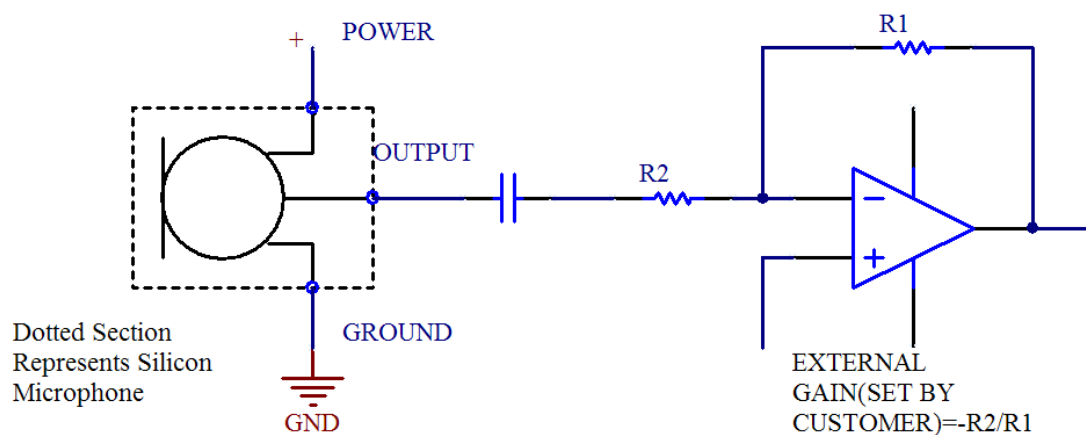 R1
+
POWER
OUTPUT
R2
−
+
Dotted Section
Represents Silicon
Microphone
GROUND
GND
EXTERNAL
GAIN(SET BY
CUSTOMER)=-R2/R1